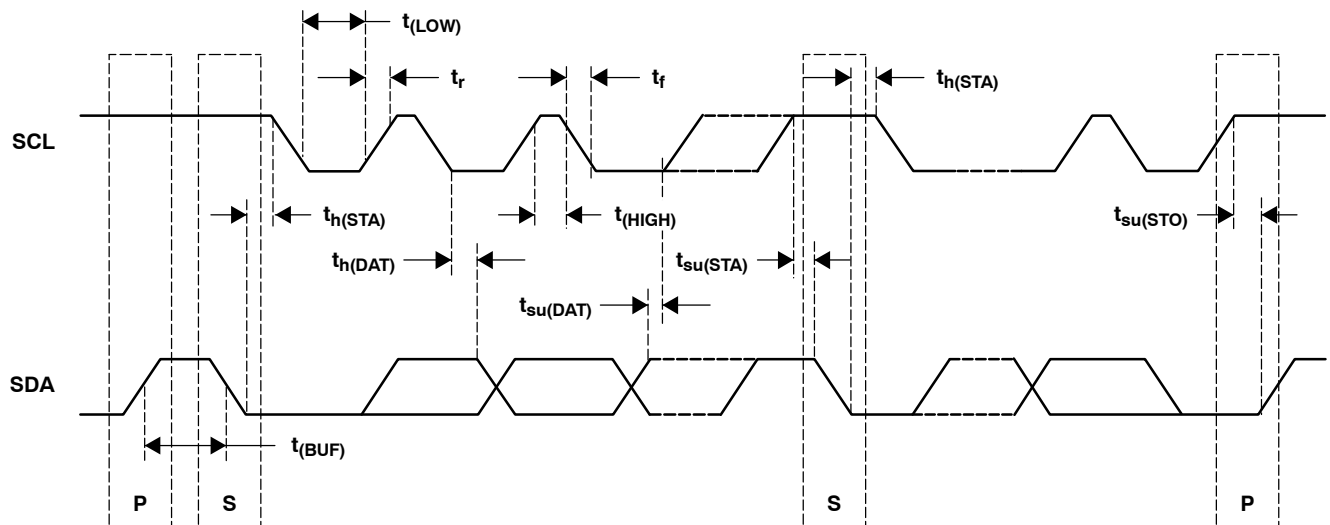 t(LOW)
tr
tf
th(STA)
SCL
th(STA)
t(HIGH)
tsu(STO)
th(DAT)
tsu(STA)
tsu(DAT)
SDA
t(BUF)
P
S
S
P